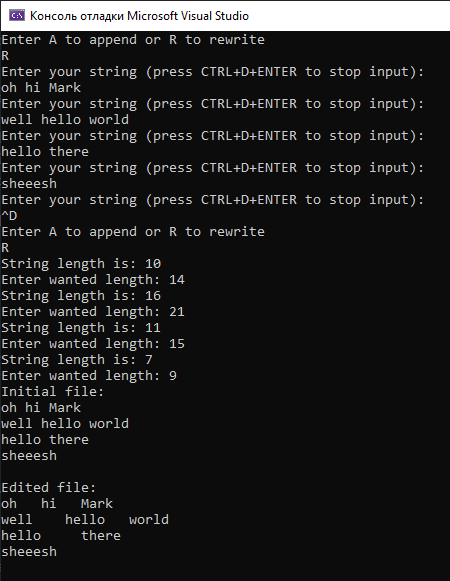 Консоль отладки Microsoft Visual Studio
Enter A to append or R to rewrite
R
Enter your string (press CTRL+D+ENTER to stop input):
oh hi Mark
Enter your string (press CTRL+D+ENTER to stop input):
well hello world
Enter your string (press CTRL+D+ENTER to stop input):
hello there
Enter your string (press CTRL+D+ENTER to stop input):
sheeesh
Enter your string (press CTRL+D+ENTER to stop input):
^D
Enter A to append or R to rewrite
R
String length is: 10
Enter wanted length: 14
String length is: 16
Enter wanted length: 21
String length is: 11
Enter wanted length: 15
String length is: 7
Enter wanted length: 9
Initial file:
oh hi Mark
well hello world
hello there
sheeesh

Edited file:
oh   hi   Mark
well    hello   world
hello     there
sheeesh